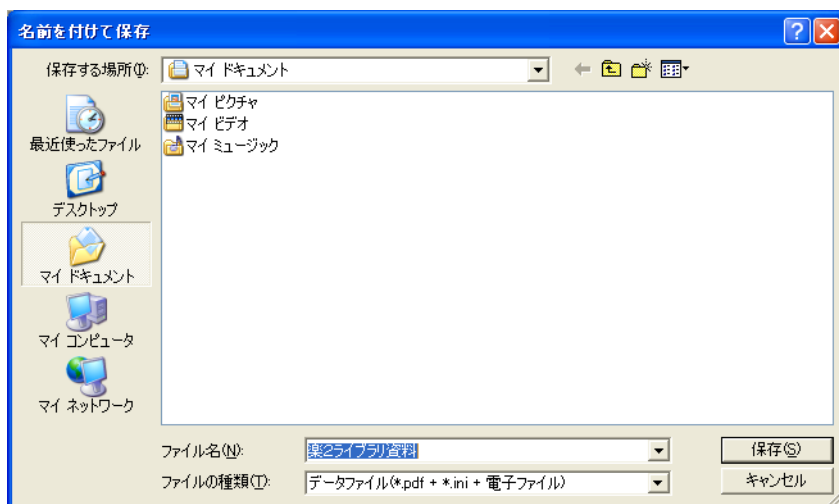 名前を付けて保存
保存する場所(I):
マイ ドキュメント
最近使ったファイル
デスクトップ
マイ ドキュメント
マイ コンピュータ
マイ ネットワーク
マイ ピクチャ
マイ ビデオ
マイ ミュージック
ファイル名(N):
楽2ライブラリ資料
保存(S)
ファイルの種類(T):
データファイル(*.pdf + *.ini + 電子ファイル)
キャンセル